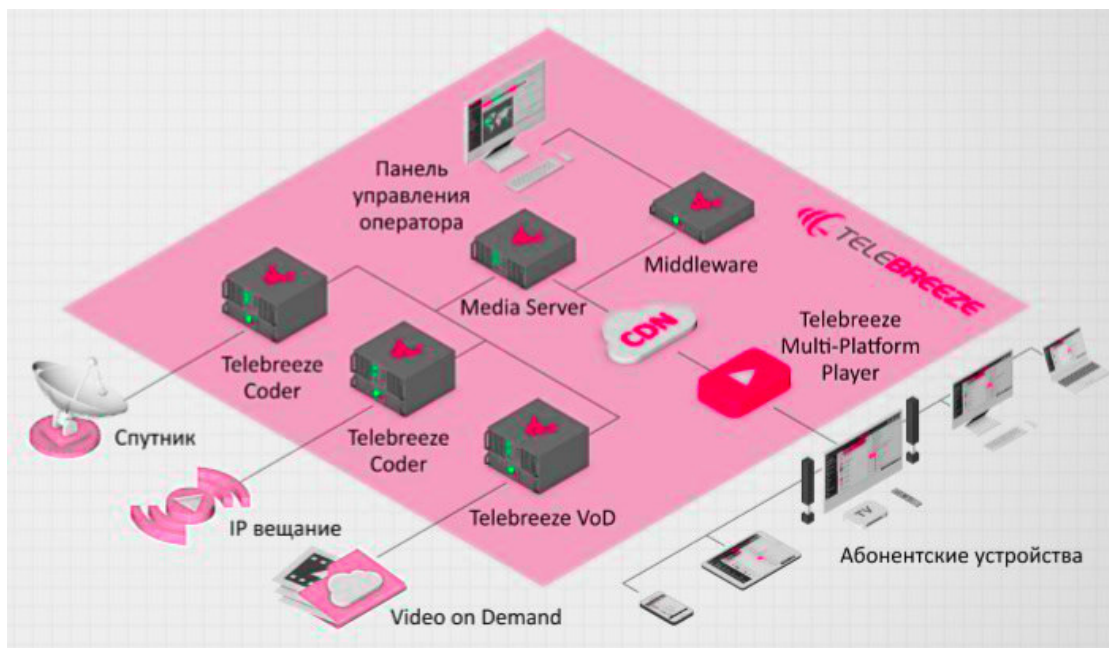 Панель
управления
оператора
Middleware
TELEBREEZE
Media Server
CDN
Telebreeze
Multi-Platform
Player
Telebreeze
Coder
Спутник
Telebreeze
Coder
IP вещание
Telebreeze VoD
TV
Абонентские устройства
Video on Demand